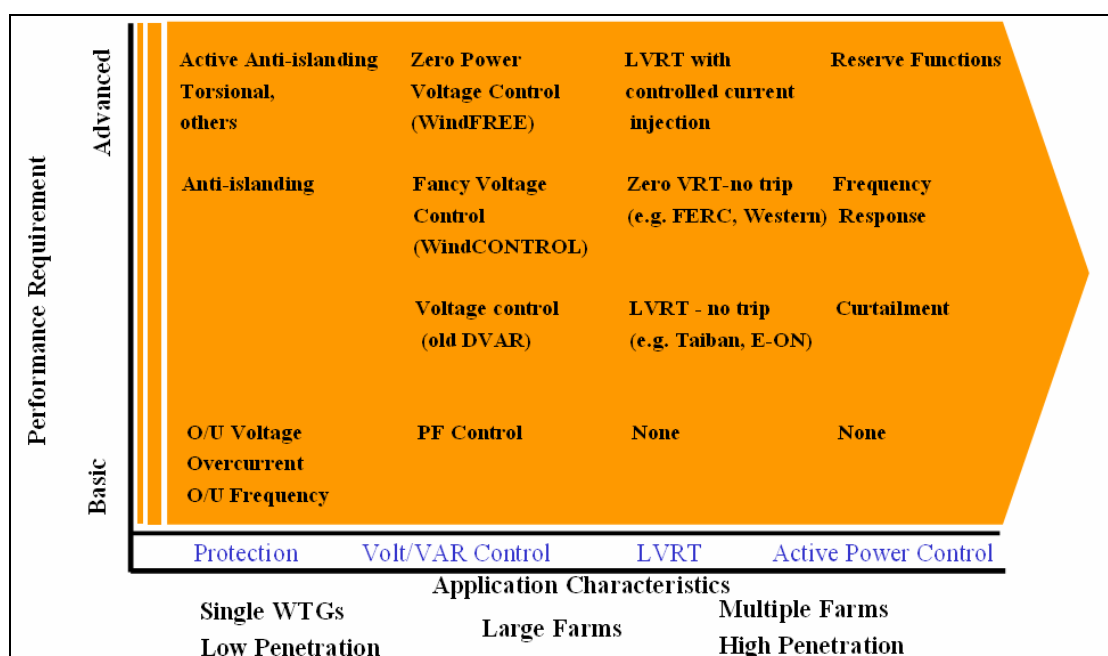 Performance Requirement
Advanced
Basic
Active Anti-islanding
Torsional,
others
Zero Power
Voltage Control
(WindFREE)
LVRT with
controlled current
injection
Reserve Functions
Anti-islanding
Fancy Voltage
Control
(WindCONTROL)
Zero VRT-no trip
(e.g. FERC, Western)
Frequency
Response
Voltage control
(old DVAR)
LVRT - no trip
(e.g. Taiban, E-ON)
Curtailment
O/U Voltage
Overcurrent
O/U Frequency
PF Control
None
None
Protection
Volt/VAR Control
LVRT
Active Power Control
Application Characteristics
Single WTGs
Low Penetration
Large Farms
Multiple Farms
High Penetration